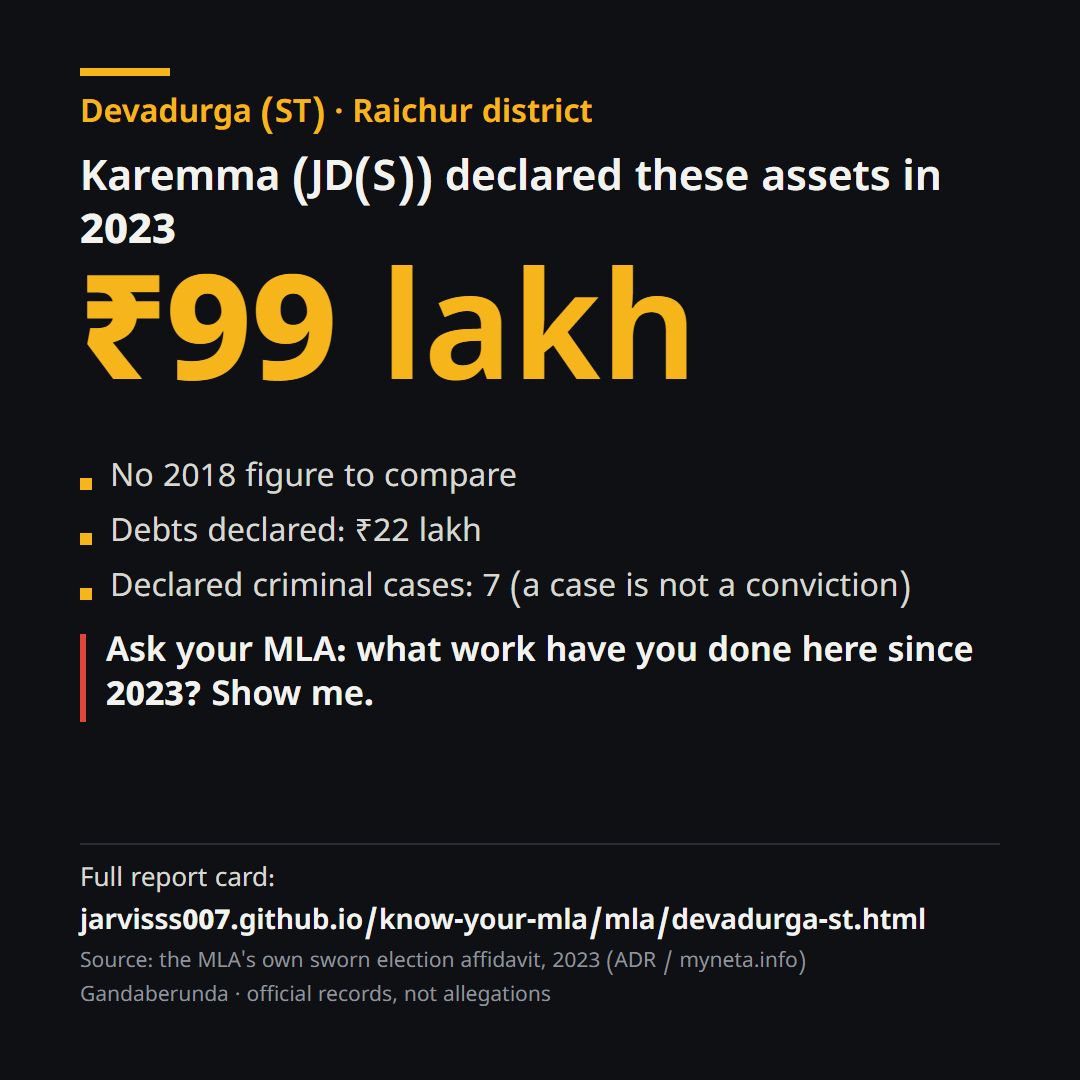 Devadurga (ST) · Raichur district
Karemma (JD(S)) declared these assets in
2023
₹99 lakh
No 2018 figure to compare
Debts declared: ₹22 lakh
Declared criminal cases: 7 (a case is not a conviction)
Ask your MLA: what work have you done here since
2023? Show me.
Full report card:
jarvisss007.github.io/know-your-mla/mla/devadurga-st.html
Source: the MLA's own sworn election affidavit, 2023 (ADR / myneta.info)
Gandaberunda · official records, not allegations